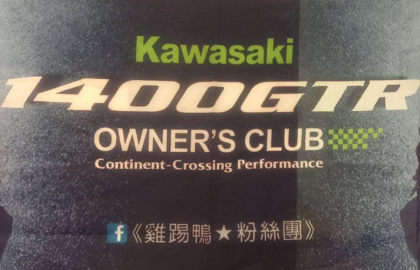 Kawasaki
1400GTR
OWNER'S CLUB
Continent-Crossing Performance
f《雞踢鴨★粉絲團》